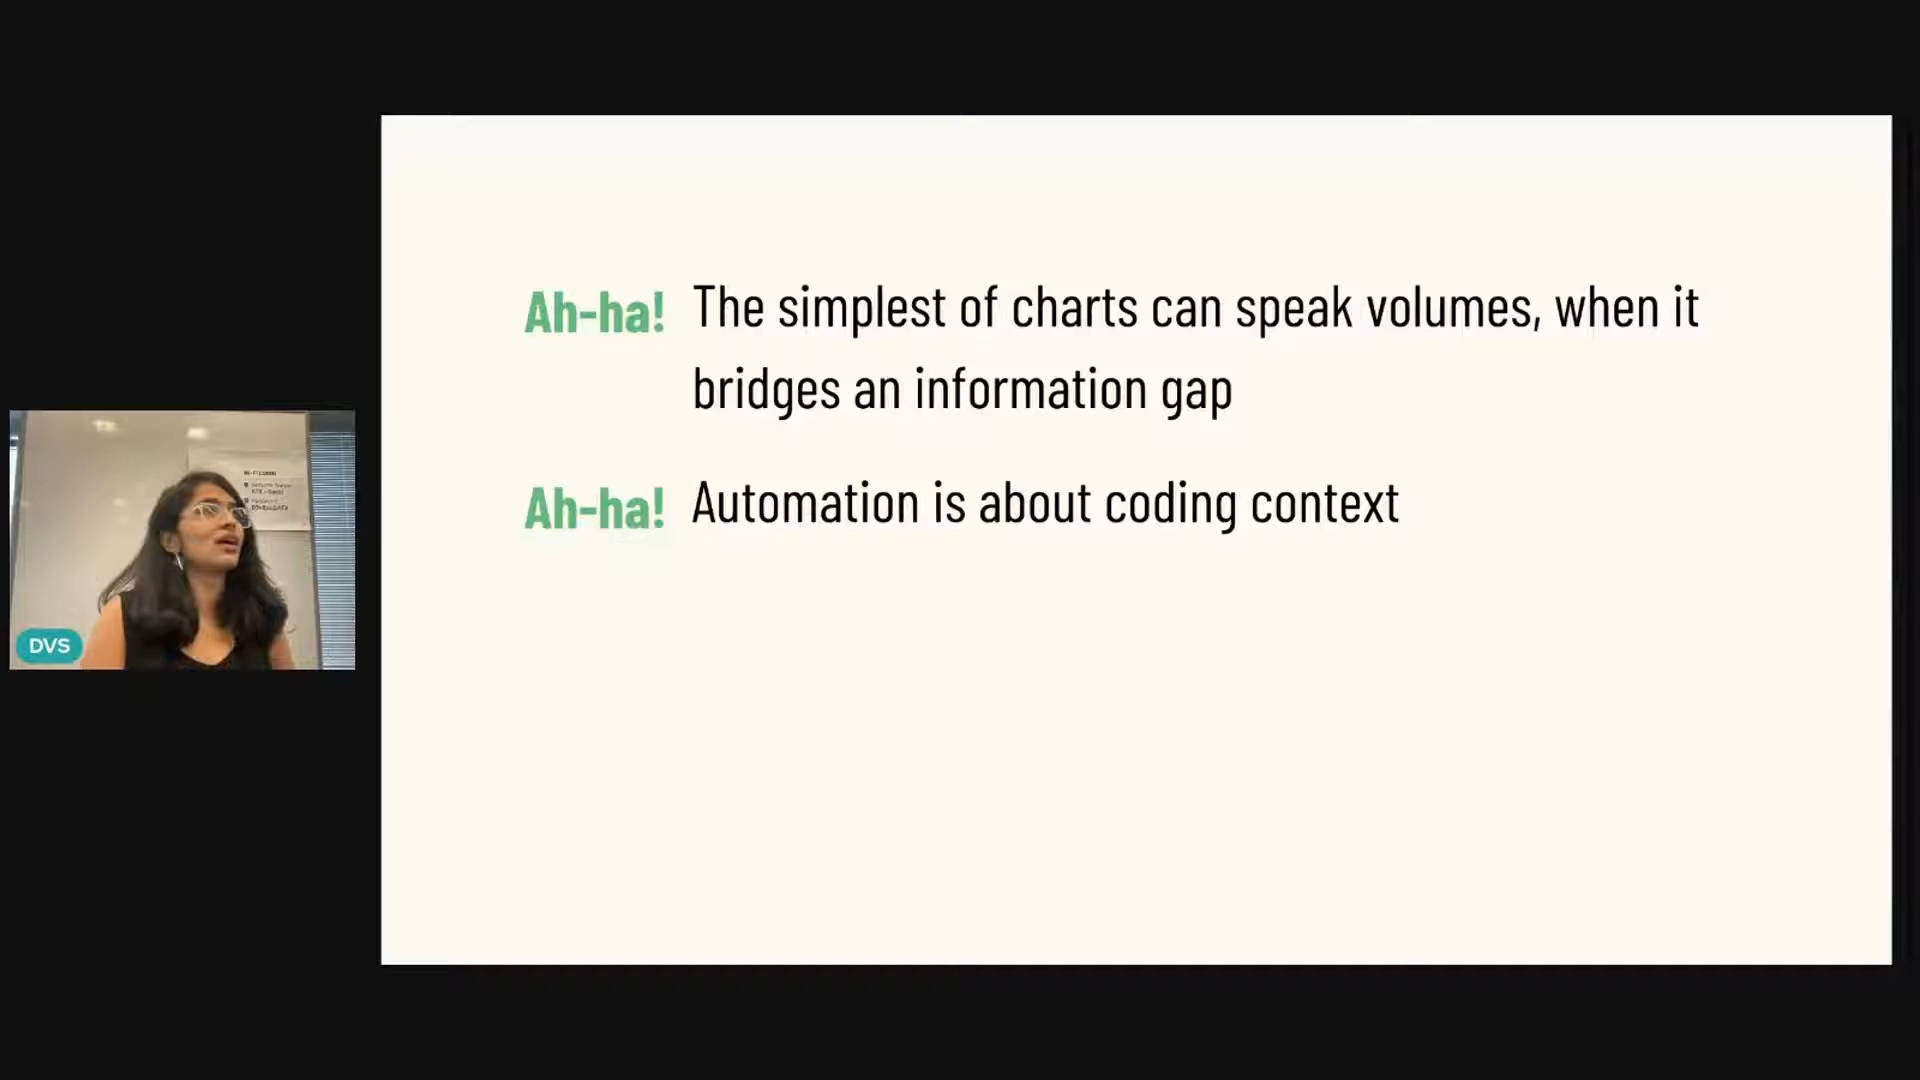 Ah-ha! The simplest of charts can speak volumes, when it
bridges an information gap
Ah-ha! Automation is about coding context
DVS